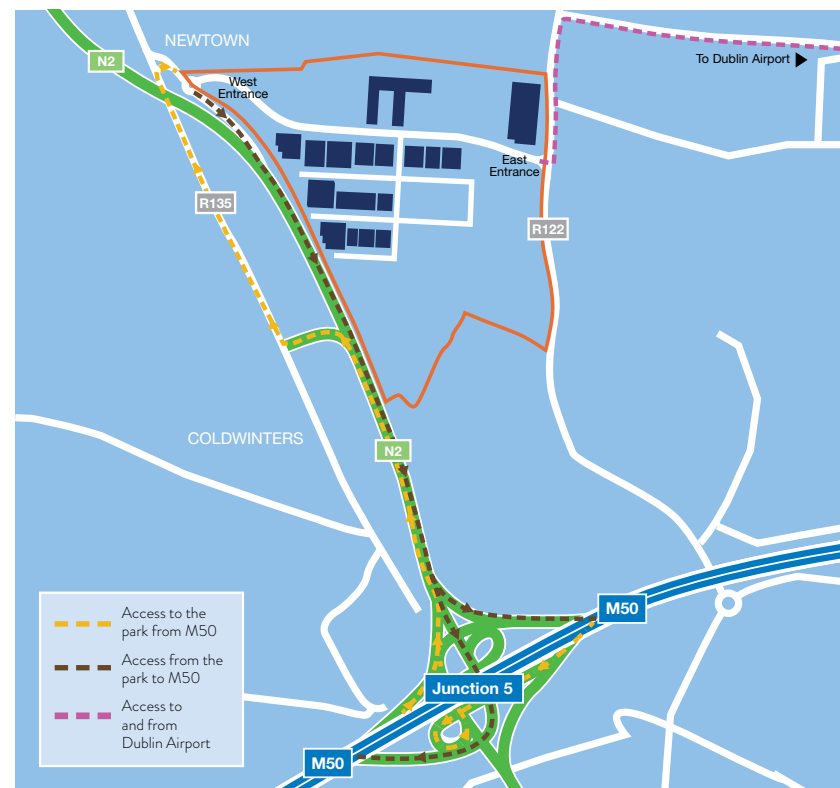 NEWTOWN
N2
To Dublin Airport
West
Entrance
East
Entrance
R135
R122
COLDWINTERS
N2
M50
Access to the
park from M50
Access from the
park to M50
Access to
and from
Dublin Airport
Junction 5
M50